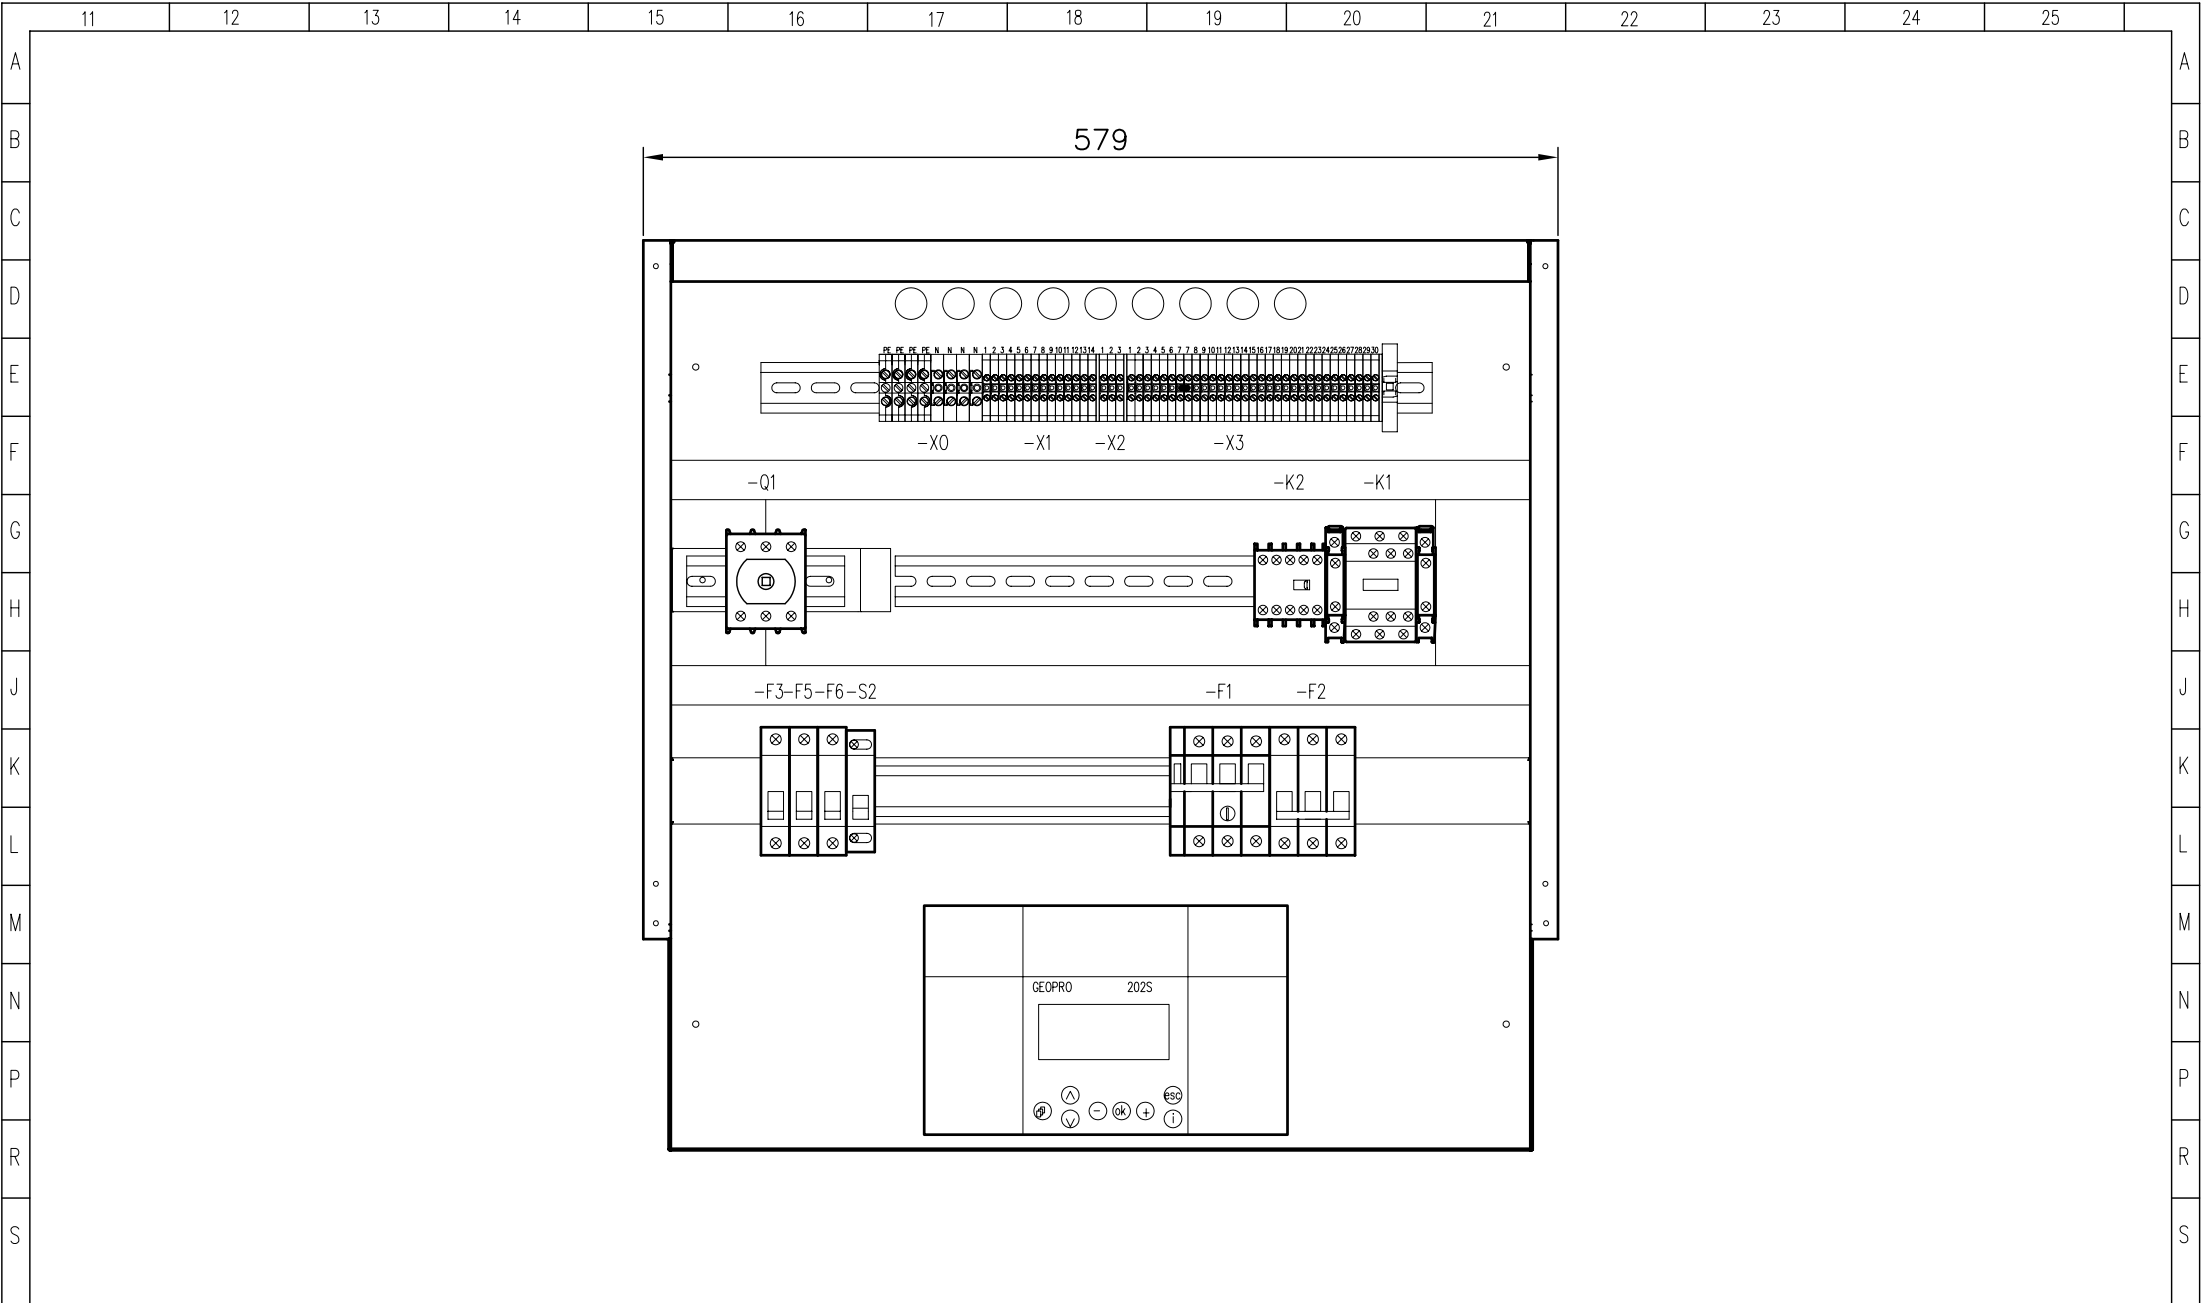 11 12 13 14 15 16 17 18 19 20 21 22 23 24 25
A A
B 579 B
C C
D D
PE PE PE PE N N N N 1 2 3 4 5 6 7 8 9 10 11 12 13 14 1 2 3 1 2 3 4 5 6 7 7 8 9 10 11 12 13 14 15 16 17 18 19 20 21 22 23 24 25 26 27 28 29 30
E E
F -X0 -X1 -X2 -X3 F
-Q1 -K2 -K1
G G
H H
J -F3 -F5 -F6 -S2 -F1 -F2 J
K K
L L
M M
N GEOPRO 202S N
P P
esc
- ok + i
R R
S S